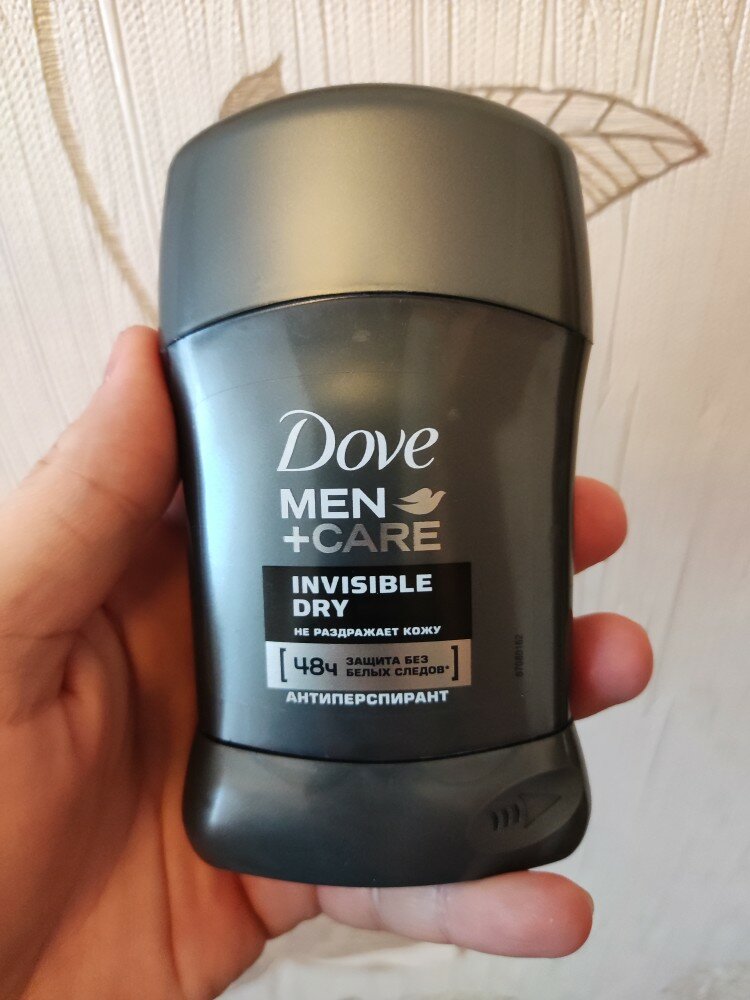 Dove
MEN
+CARE
INVISIBLE
DRY
НЕ РАЗДРАЖАЕТ КОЖУ
[48ч ЗАЩИТА БЕЗ
БЕЛЫХ СЛЕДОВ*]
АНТИПЕРСПИРАНТ